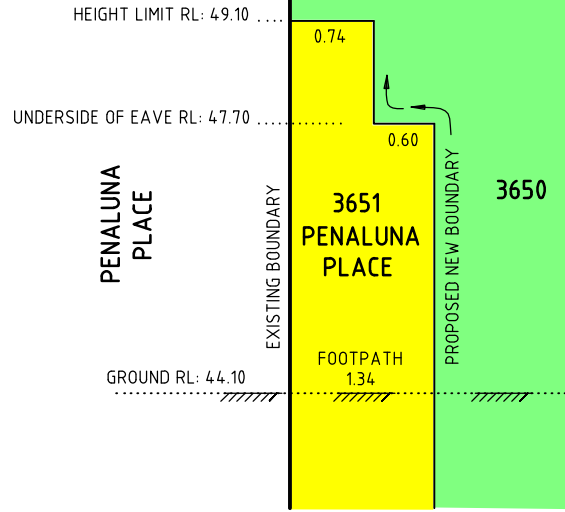 HEIGHT LIMIT RL: 49.10
0.74
UNDERSIDE OF EAVE RL: 47.70
0.60
PENALUNA
PLACE
EXISTING BOUNDARY
3651
PENALUNA
PLACE
PROPOSED NEW BOUNDARY
3650
FOOTPATH
1.34
GROUND RL: 44.10